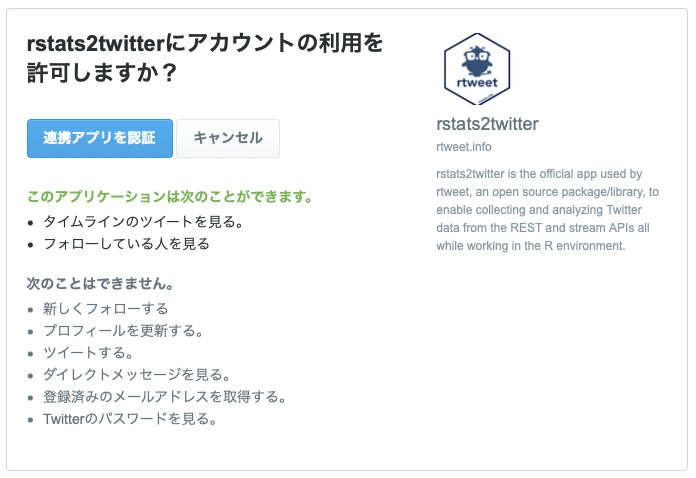 rstats2twitterにアカウントの利用を
許可しますか？
連携アプリを認証
キャンセル
このアプリケーションは次のことができます。
タイムラインのツイートを見る。
フォローしている人を見る
次のことはできません。
新しくフォローする
プロフィールを更新する。
ツイートする。
ダイレクトメッセージを見る。
登録済みのメールアドレスを取得する。
Twitterのパスワードを見る。
rtweet
rstats2twitter
rtweet.info
rstats2twitter is the official app used by
rtweet, an open source package/library, to
enable collecting and analyzing Twitter
data from the REST and stream APIs all
while working in the R environment.